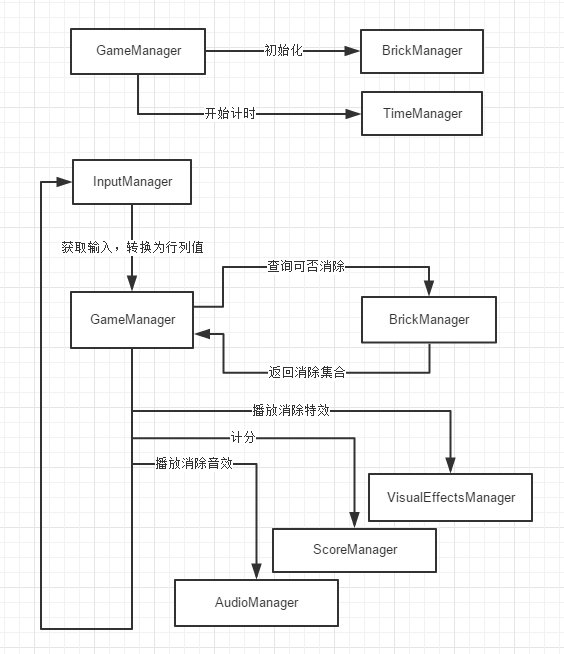 GameManager
初始化
BrickManager
开始计时
TimeManager
InputManager
获取输入，转换为行列值
查询可否消除
GameManager
BrickManager
返回消除集合
播放消除特效
计分
播放消除音效
VisualEffectsManager
ScoreManager
AudioManager